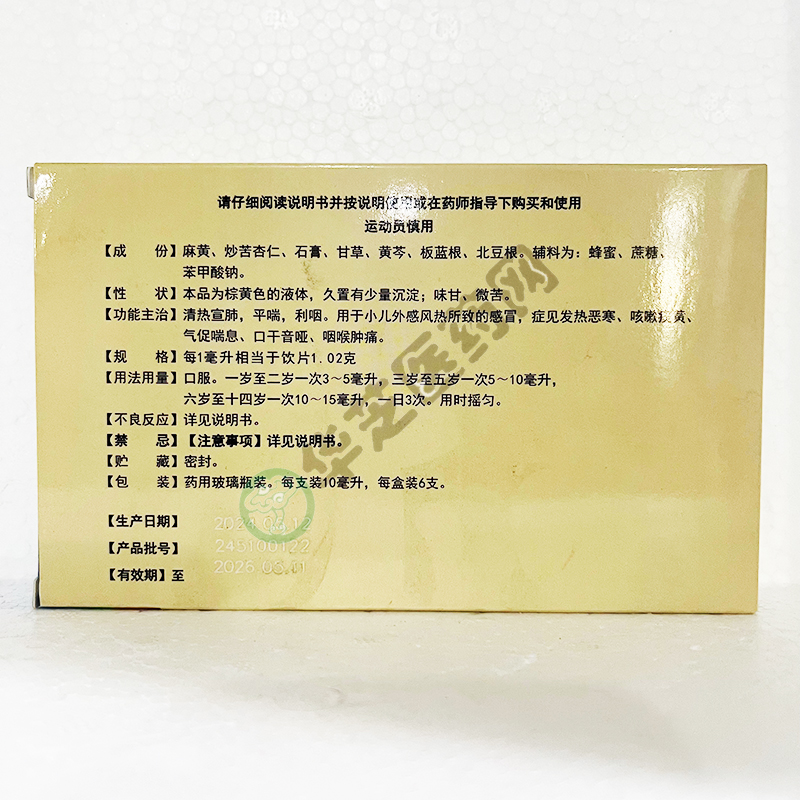 请仔细阅读说明书并按说明使用或在药师指导下购买和使用
运动员慎用
【成 份】麻黄、炒苦杏仁、石膏、甘草、黄芩、板蓝根、北豆根。辅料为：蜂蜜、蔗糖、
苯甲酸钠。
【性 状】本品为棕黄色的液体，久置有少量沉淀；味甘、微苦。
【功能主治】清热宣肺，平喘，利咽。用于小儿外感风热所致的感冒，症见发热恶寒、咳嗽痰黄、
气促喘息、口干音哑、咽喉肿痛。
【规 格】每1毫升相当于饮片1.02克
【用法用量】口服。一岁至二岁一次3～5毫升，三岁至五岁一次5～10毫升，
六岁至十四岁一次10～15毫升，一日3次。用时摇匀。
【不良反应】详见说明书。
【禁 忌】【注意事项】详见说明书。
【贮 藏】密封。
【包 装】药用玻璃瓶装。每支装10毫升，每盒装6支。
【生产日期】
【产品批号】245100122
【有效期】至
华芝医药网